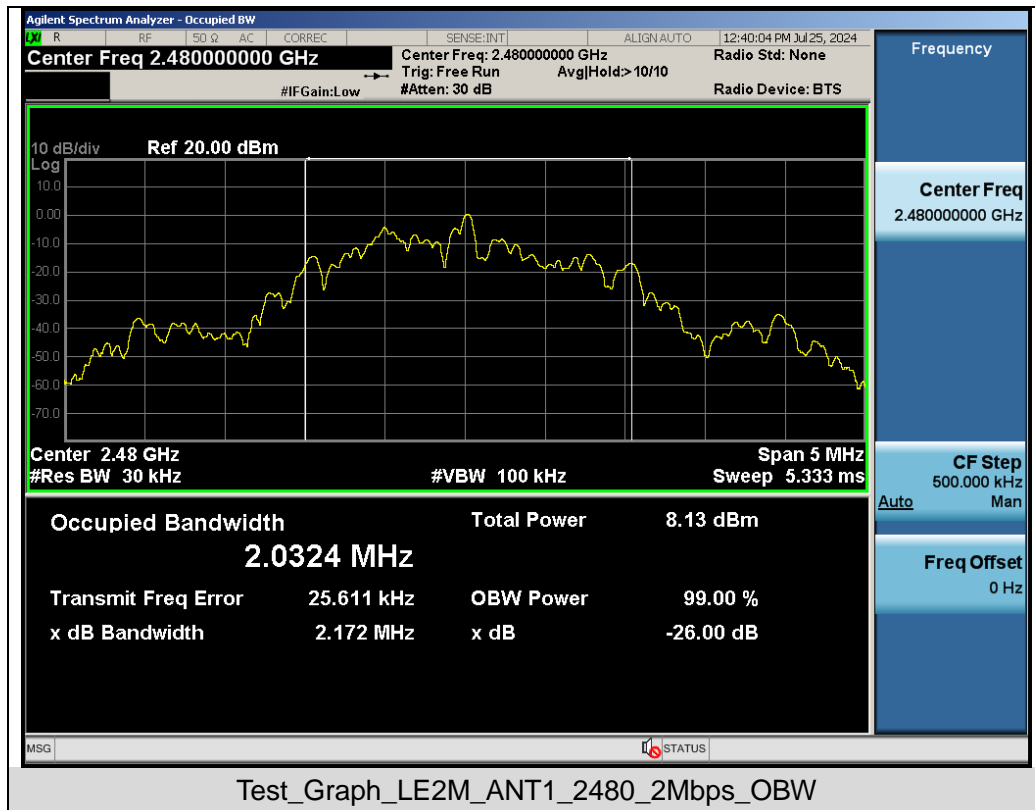 Agilent Spectrum Analyzer - Occupied BW
LXI R RF 50 Ω AC CORREC SENSE:INT ALIGN AUTO 12:40:04 PM Jul 25, 2024
Center Freq 2.480000000 GHz
Center Freq: 2.480000000 GHz
Radio Std: None
Trig: Free Run Avg|Hold:>10/10
#IFGain:Low #Atten: 30 dB Radio Device: BTS
10 dB/div Ref 20.00 dBm
Log
10.0
0.00
-10.0
-20.0
-30.0
-40.0
-50.0
-60.0
-70.0
Center 2.48 GHz Span 5 MHz
#Res BW 30 kHz #VBW 100 kHz Sweep 5.333 ms
Occupied Bandwidth Total Power 8.13 dBm
2.0324 MHz
Transmit Freq Error 25.611 kHz OBW Power 99.00 %
x dB Bandwidth 2.172 MHz x dB -26.00 dB
MSG STATUS
Frequency
Center Freq
2.480000000 GHz
CF Step
500.000 kHz
Auto Man
Freq Offset
0 Hz
Test_Graph_LE2M_ANT1_2480_2Mbps_OBW